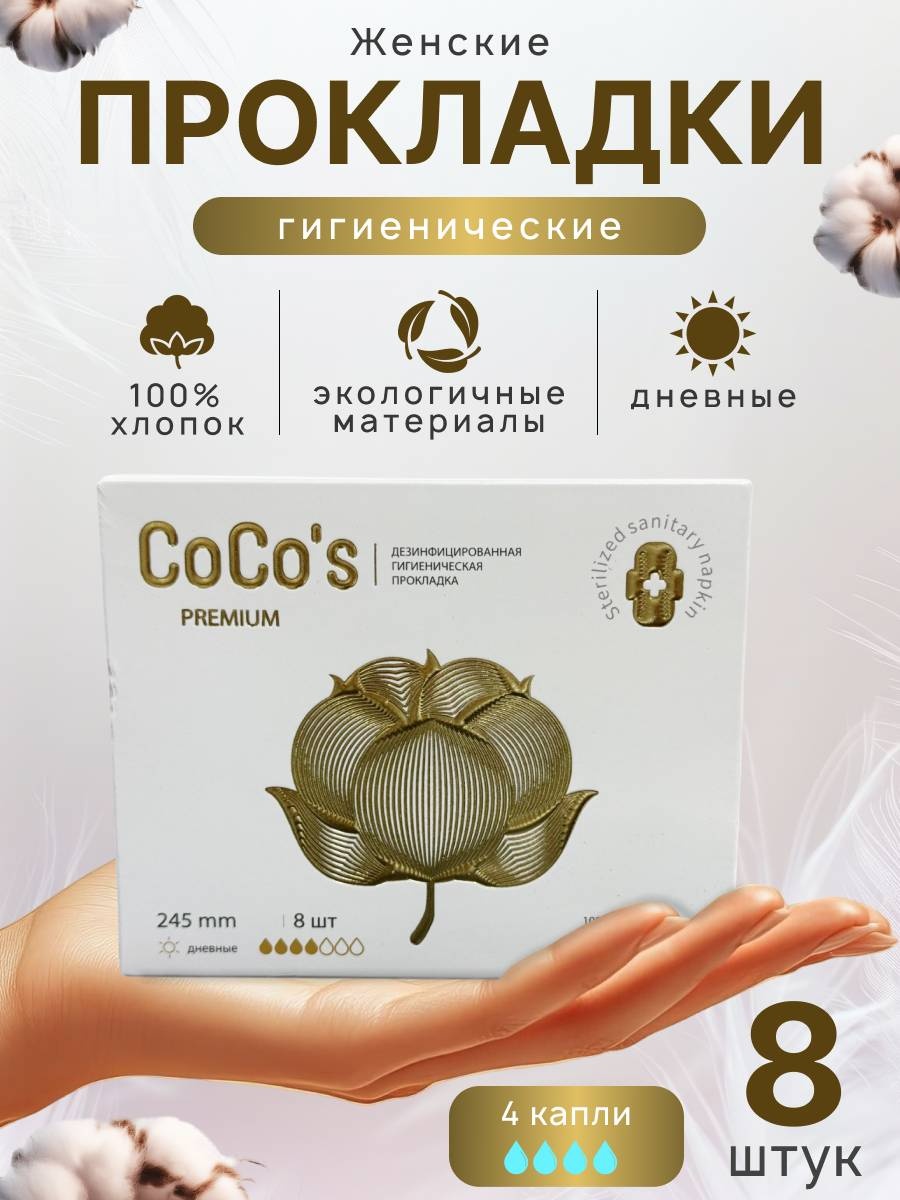 Женские
ПРОКЛАДКИ
гигиенические
100%
хлопок
экологичные
материалы
дневные
CoCo's
PREMIUM
ДЕЗИНФИЦИРОВАННАЯ
ГИГИЕНИЧЕСКАЯ
ПРОКЛАДКА
Sterilized sanitary napkin
245 mm
8 шт
дневные
4 капли
8
штук